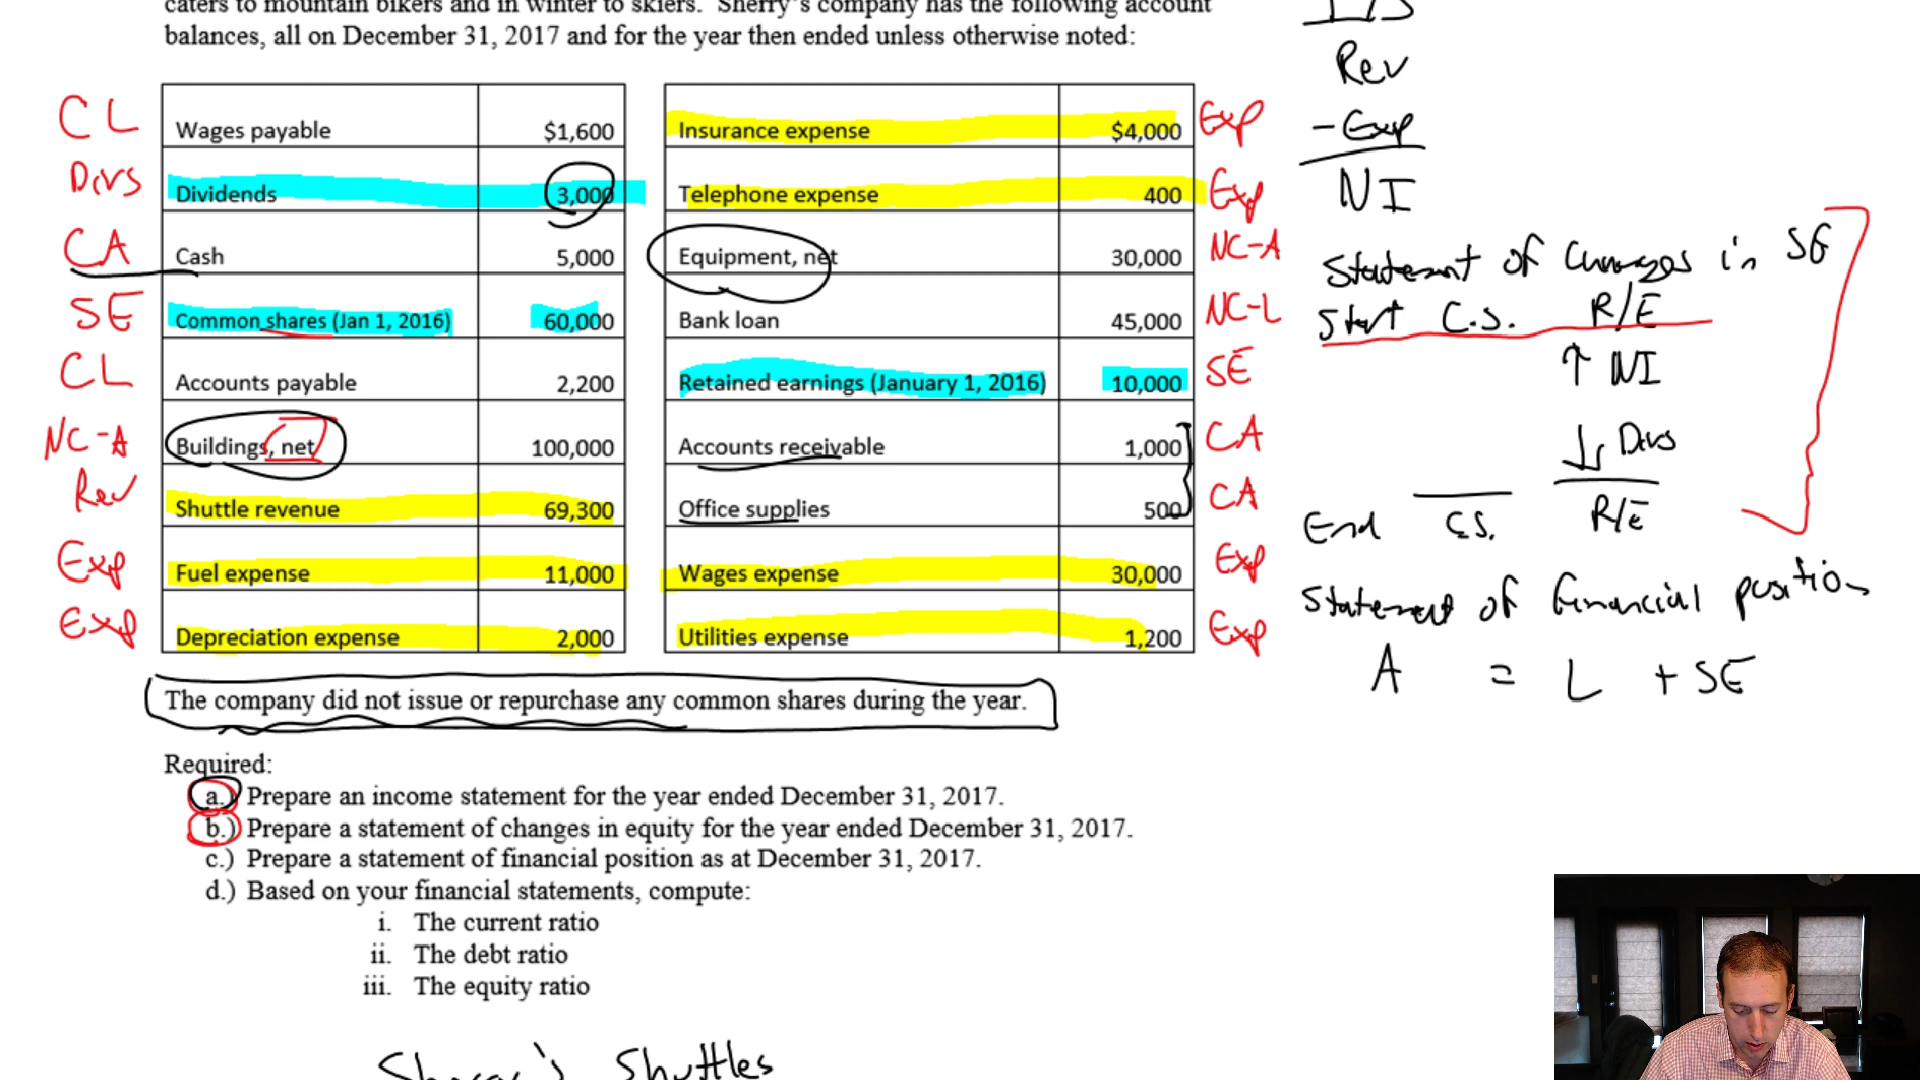 caters to mountain bikers and in winter to skiers. Sherry's company has the following account
balances, all on December 31, 2017 and for the year then ended unless otherwise noted:
CL Wages payable $1,600
Divs Dividends 3,000
CA Cash 5,000
SE Common shares (Jan 1, 2016) 60,000
CL Accounts payable 2,200
NC-A Buildings, net 100,000
Rev Shuttle revenue 69,300
Exp Fuel expense 11,000
Exp Depreciation expense 2,000
Insurance expense $4,000 Exp
Telephone expense 400 Exp
Equipment, net 30,000 NC-A
Bank loan 45,000 NC-L
Retained earnings (January 1, 2016) 10,000 SE
Accounts receivable 1,000 CA
Office supplies 500 CA
Wages expense 30,000 Exp
Utilities expense 1,200 Exp
The company did not issue or repurchase any common shares during the year.
Required:
a.) Prepare an income statement for the year ended December 31, 2017.
b.) Prepare a statement of changes in equity for the year ended December 31, 2017.
c.) Prepare a statement of financial position as at December 31, 2017.
d.) Based on your financial statements, compute:
i. The current ratio
ii. The debt ratio
iii. The equity ratio
Sherry's Shuttles
I/S
Rev
- Exp
NI
Statement of Changes in SE
Start C.S. R/E
↑ NI
↓ Divs
End C.S. R/E
Statement of financial position
A = L + SE